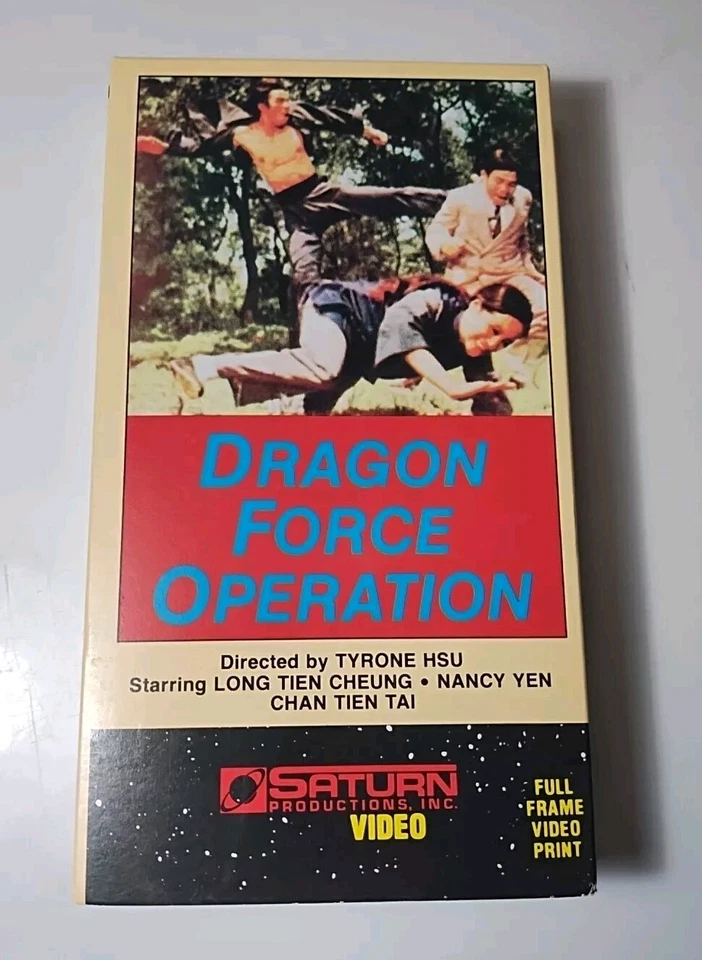 DRAGON
FORCE
OPERATION
Directed by TYRONE HSU
Starring LONG TIEN CHEUNG • NANCY YEN
CHAN TIEN TAI
SATURN
PRODUCTIONS, INC.
VIDEO
FULL
FRAME
VIDEO
PRINT